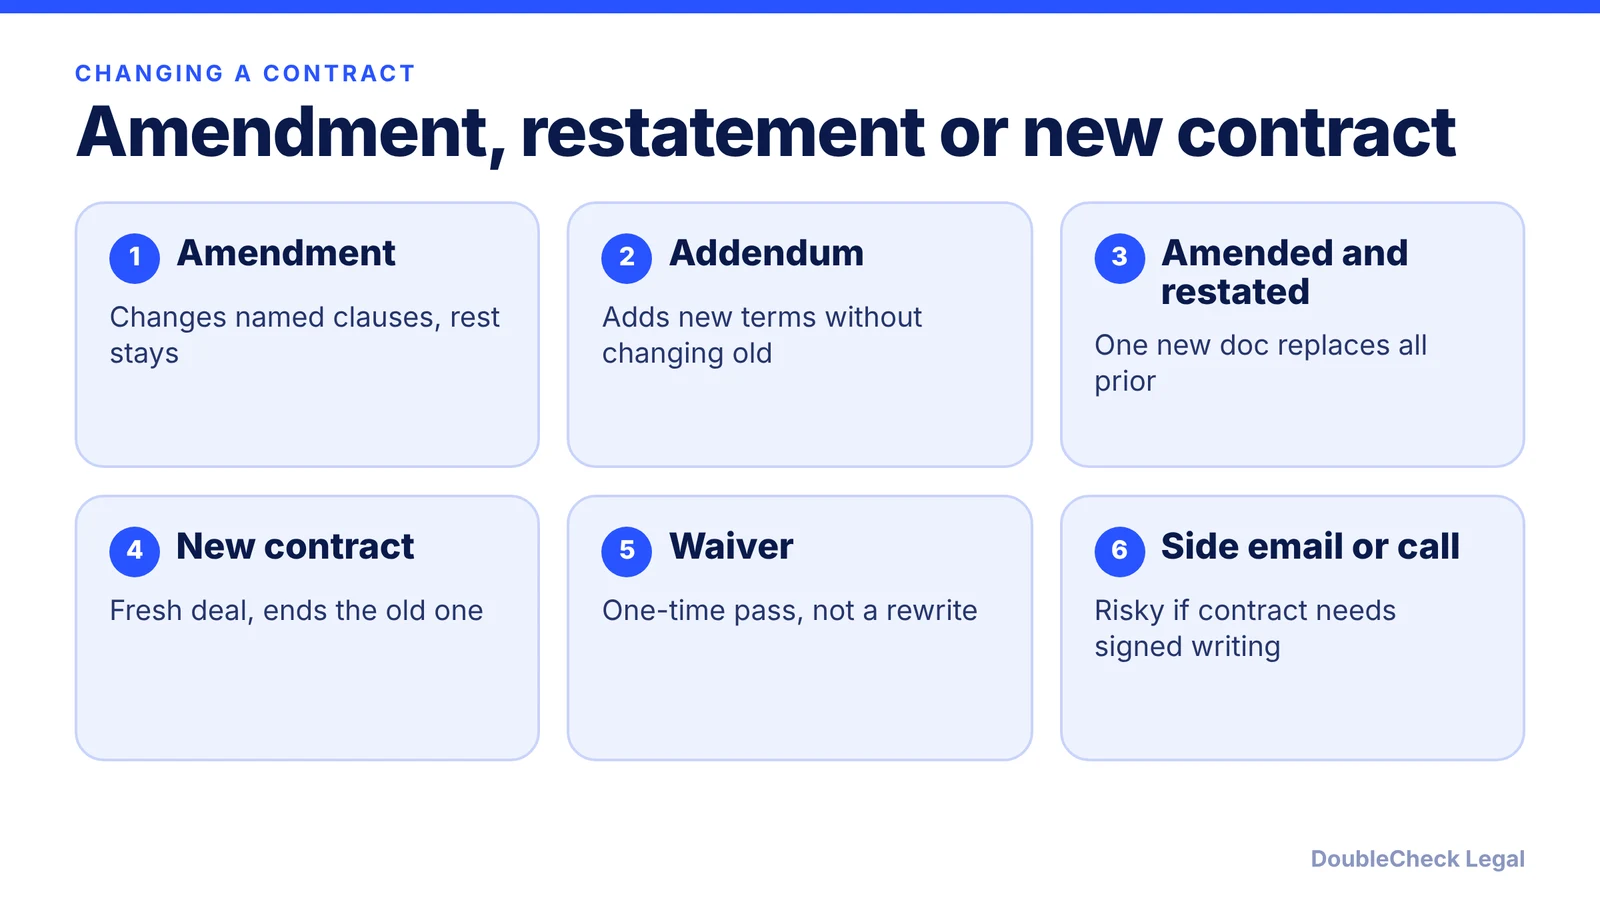 CHANGING A CONTRACT
Amendment, restatement or new contract
1
Amendment
Changes named clauses, rest
stays
2
Addendum
Adds new terms without
changing old
3
Amended and
restated
One new doc replaces all
prior
4
New contract
Fresh deal, ends the old one
5
Waiver
One-time pass, not a rewrite
6
Side email or call
Risky if contract needs
signed writing
DoubleCheck Legal